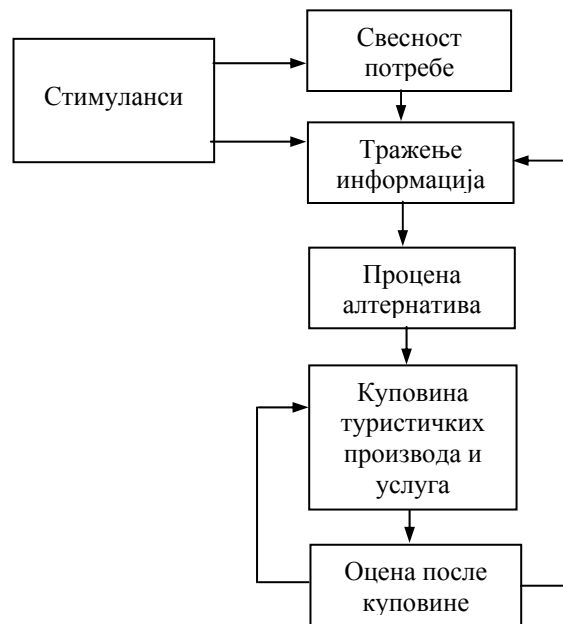 Свесност
потребе
Стимуланси
Тражење
информација
Процена
алтернатива
Куповина
туристичких
производа и
услуга
Оцена после
куповине